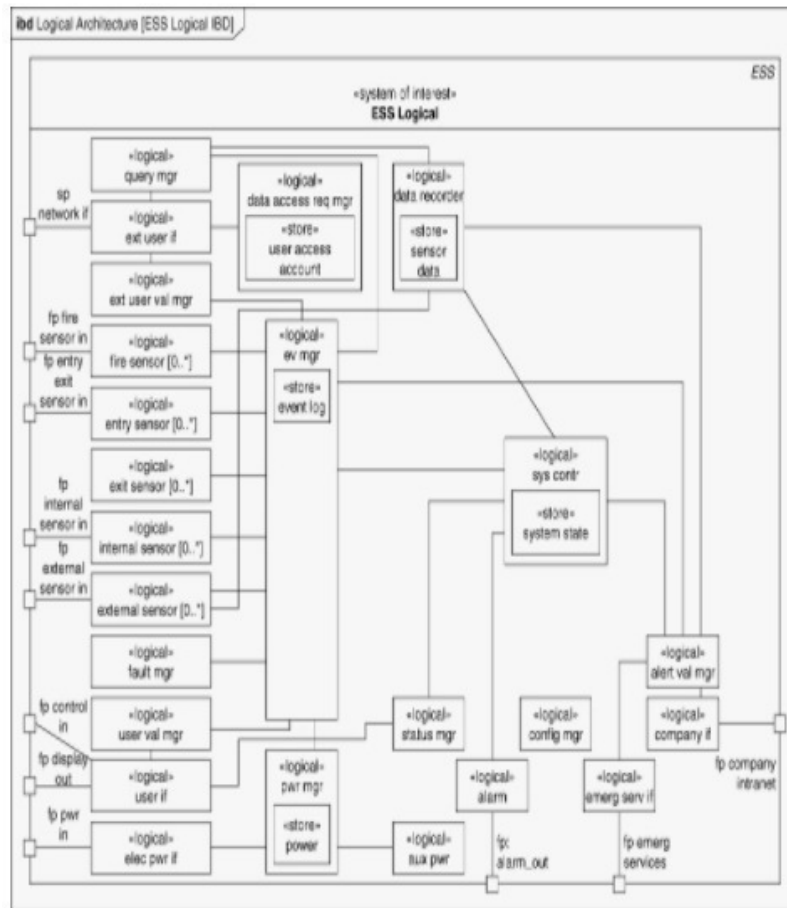 ibd Logical Architecture [ESS Logical IBD]
ESS
«system of interest»
ESS Logical
«logical»
query mgr
sp
network if
«logical»
ext user if
«logical»
ext user val mgr
«logical»
data access req mgr
«store»
user access
account
«logical»
data recorder
«store»
sensor
data
fp fire
sensor in
«logical»
fire sensor [0..*]
fp entry
exit
sensor in
«logical»
entry sensor [0..*]
«logical»
exit sensor [0..*]
fp
internal
sensor in
«logical»
internal sensor [0..*]
fp
external
sensor in
«logical»
external sensor [0..*]
«logical»
ev mgr
«store»
event log
«logical»
sys contr
«store»
system state
«logical»
fault mgr
«logical»
alert val mgr
fp control
in
«logical»
user val mgr
«logical»
status mgr
«logical»
config mgr
«logical»
company if
fp company
intranet
fp display
out
«logical»
user if
«logical»
pwr mgr
«store»
power
«logical»
alarm
«logical»
emerg serv if
fp pwr
in
«logical»
elec pwr if
«logical»
aux pwr
fp:
alarm_out
fp emerg
services